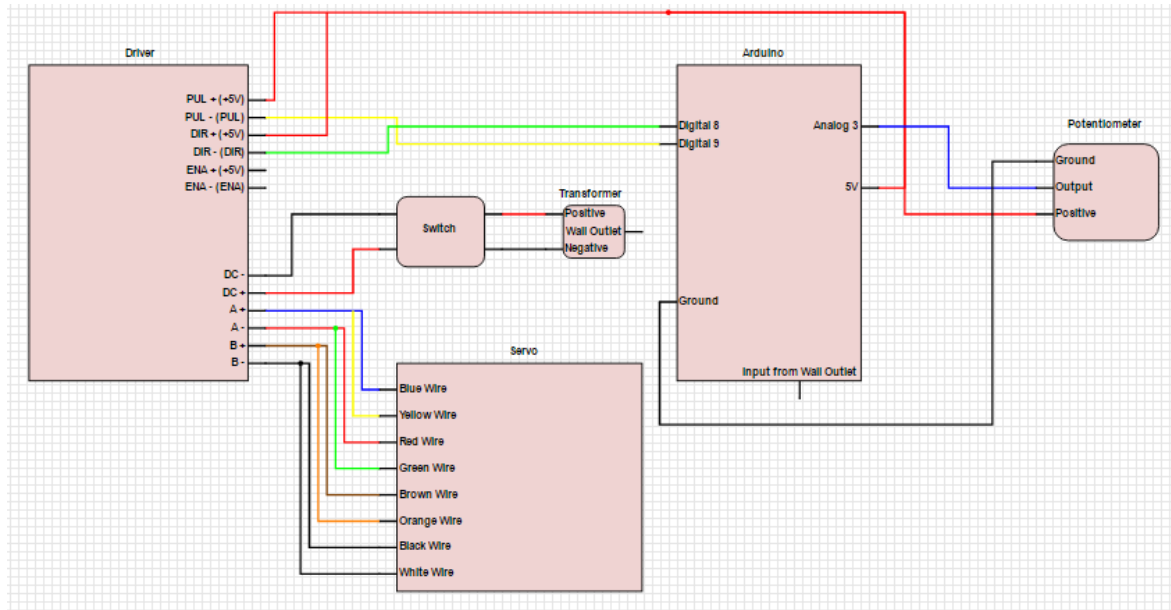 Driver
PUL + (+5V)
PUL - (PUL)
DIR + (+5V)
DIR - (DIR)
ENA + (+5V)
ENA - (ENA)
DC -
DC +
A +
A -
B +
B -
Switch
Transformer
Positive
Wall Outlet
Negative
Servo
Blue Wire
Yellow Wire
Red Wire
Green Wire
Brown Wire
Orange Wire
Black Wire
White Wire
Arduino
Digital 8
Digital 9
Analog 3
5V
Ground
Input from Wall Outlet
Potentiometer
Ground
Output
Positive